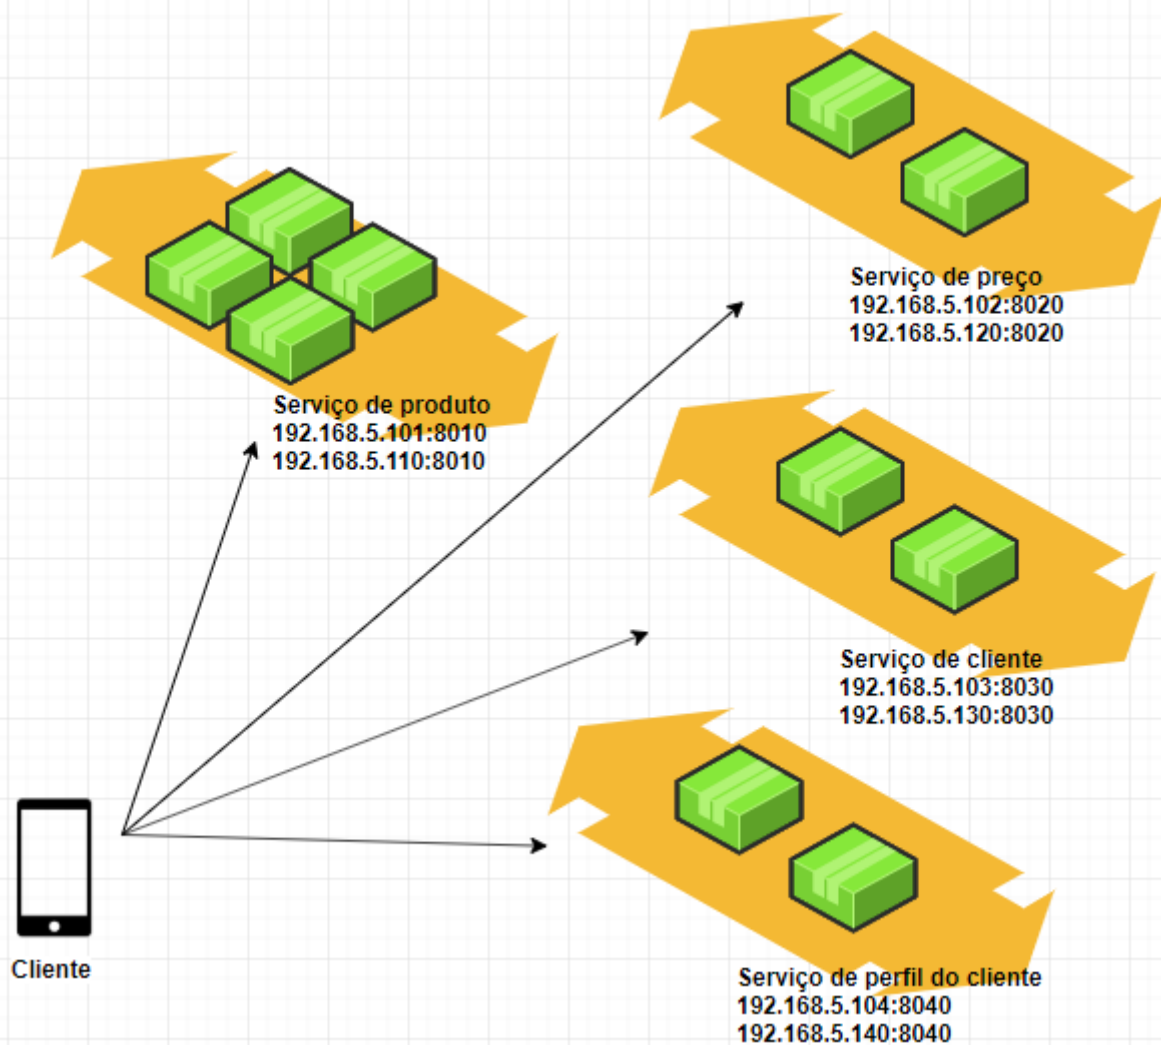 Serviço de preço
192.168.5.102:8020
192.168.5.120:8020
Serviço de produto
192.168.5.101:8010
192.168.5.110:8010
Serviço de cliente
192.168.5.103:8030
192.168.5.130:8030
Cliente
Serviço de perfil do cliente
192.168.5.104:8040
192.168.5.140:8040